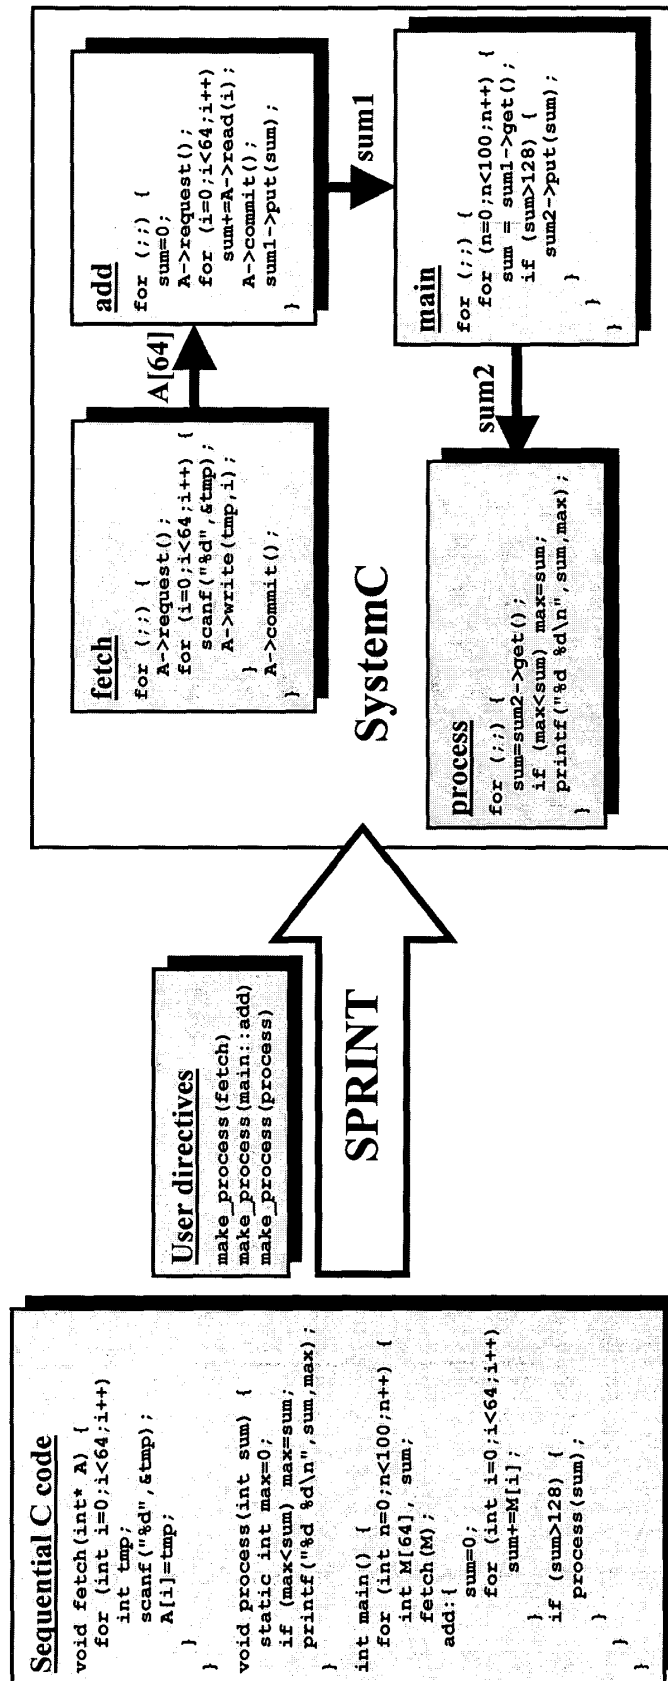 Sequential C code
void fetch(int* A) {
for (int i=0;i<64;i++)
int tmp;
scanf("%d",&tmp);
A[i]=tmp;
}
}
void process(int sum) {
static int max=0;
if (max<sum) max=sum;
printf("%d %d\n",sum,max);
}
int main() {
for (int n=0;n<100;n++) {
int M[64], sum;
fetch(M);
add:{
sum=0;
for (int i=0;i<64;i++)
sum+=M[i];
}
if (sum>128) {
process(sum);
}
}
}
User directives
make_process(fetch)
make_process(main::add)
make_process(process)
SPRINT
fetch
for (;;) {
A->request();
for (i=0;i<64;i++) {
scanf("%d",&tmp);
A->write(tmp,i);
}
A->commit();
}
A[64]
add
for (;;) {
sum=0;
A->request();
for (i=0;i<64;i++)
sum+=A->read(i);
A->commit();
sum1->put(sum);
}
sum1
SystemC
process
for (;;) {
sum=sum2->get();
if (max<sum) max=sum;
printf("%d %d\n",sum,max);
}
sum2
main
for (;;) {
for (n=0;n<100;n++) {
sum = sum1->get();
if (sum>128) {
sum2->put(sum);
}
}
}